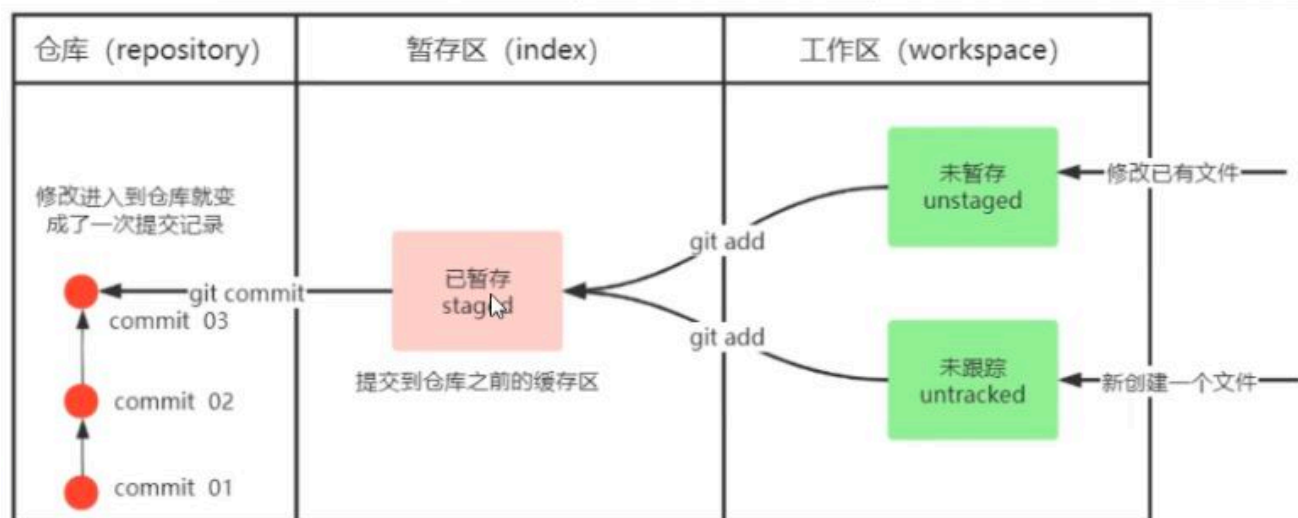 仓库（repository）
暂存区（index）
工作区（workspace）
修改进入到仓库就变
成了一次提交记录
未暂存
unstaged
修改已有文件
git add
已暂存
staged
git commit
commit 03
git add
提交到仓库之前的缓存区
未跟踪
untracked
新创建一个文件
commit 02
commit 01